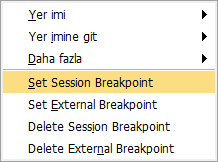 Yer imi
Yer imine git
Daha fazla
Set Session Breakpoint
Set External Breakpoint
Delete Session Breakpoint
Delete External Breakpoint